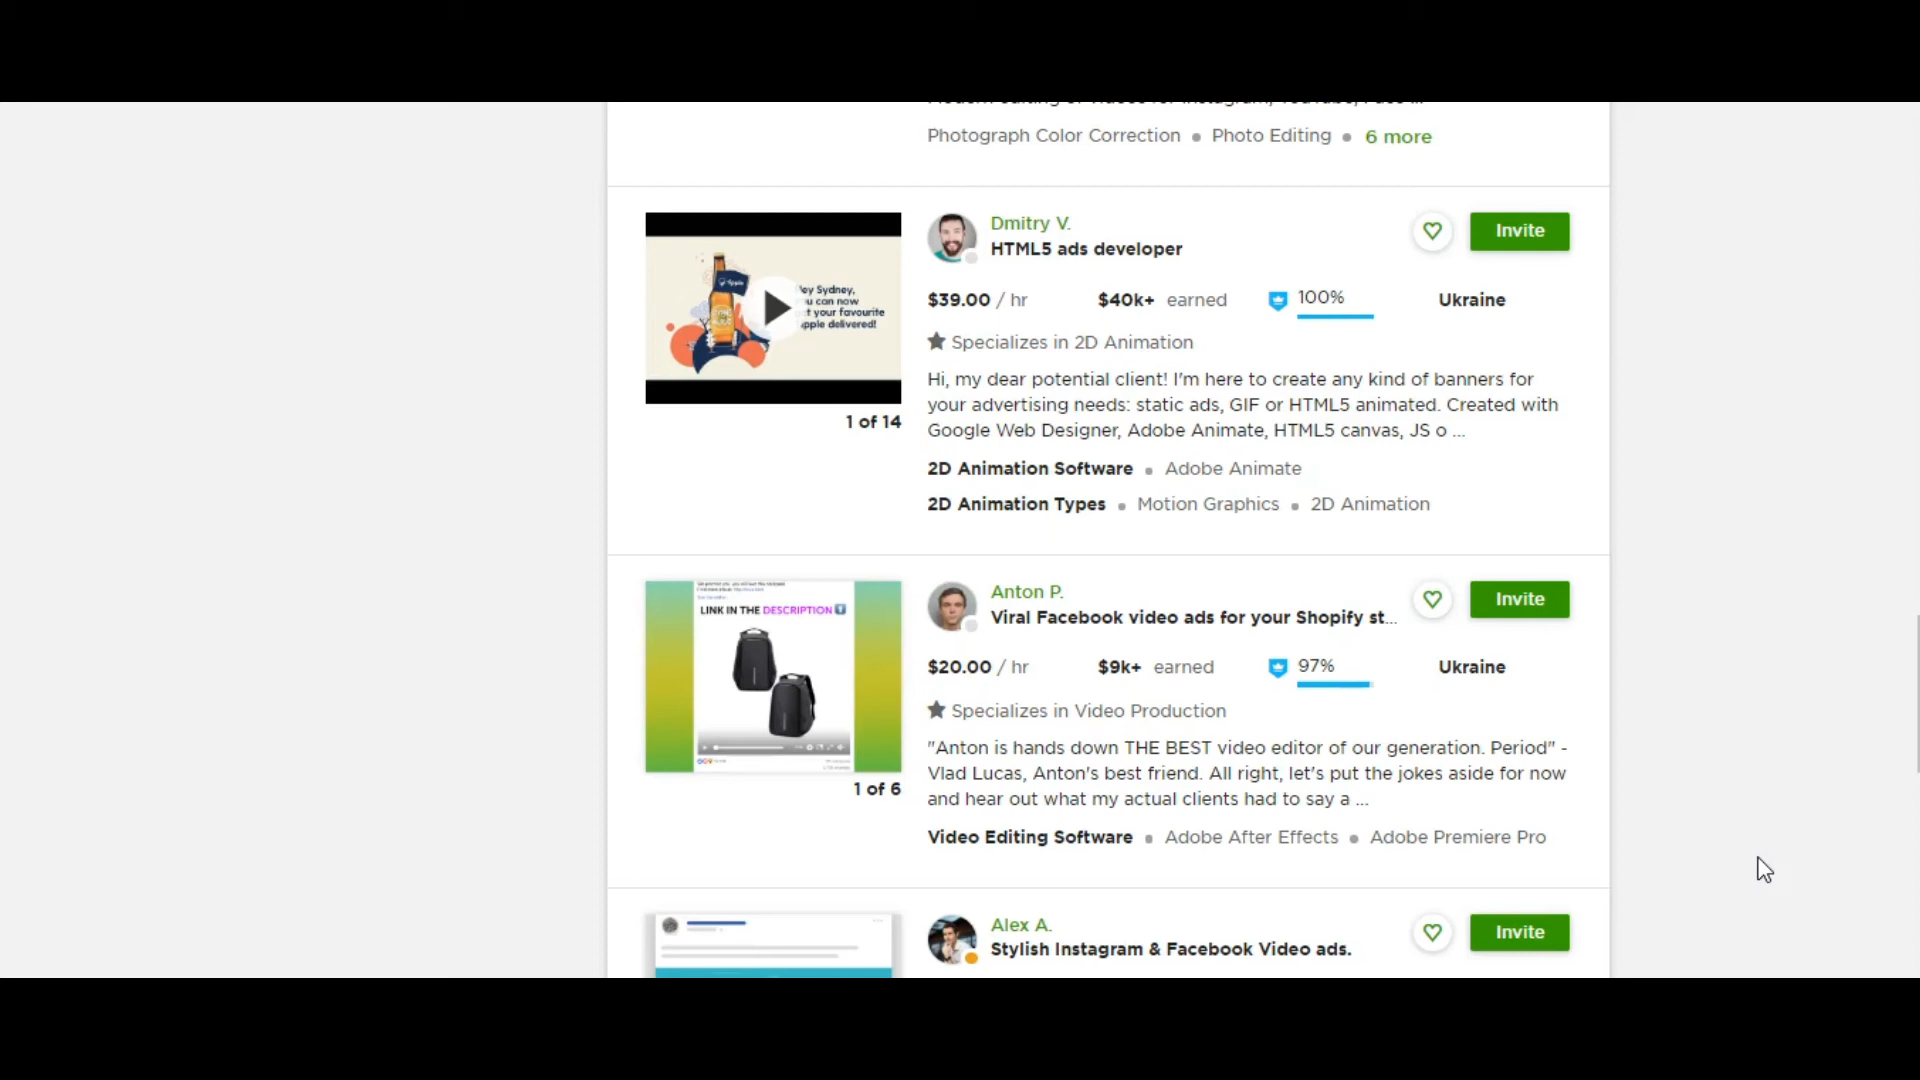 Photograph Color Correction • Photo Editing • 6 more
Dmitry V.
HTML5 ads developer
Invite
$39.00 / hr
$40k+ earned
100%
Ukraine
Specializes in 2D Animation
Hi, my dear potential client! I'm here to create any kind of banners for
your advertising needs: static ads, GIF or HTML5 animated. Created with
Google Web Designer, Adobe Animate, HTML5 canvas, JS o ...
2D Animation Software • Adobe Animate
2D Animation Types • Motion Graphics • 2D Animation
Sydney,
can now
your favourite
delivered!
1 of 14
Anton P.
Viral Facebook video ads for your Shopify st...
Invite
$20.00 / hr
$9k+ earned
97%
Ukraine
Specializes in Video Production
"Anton is hands down THE BEST video editor of our generation. Period" -
Vlad Lucas, Anton's best friend. All right, let's put the jokes aside for now
and hear out what my actual clients had to say a ...
Video Editing Software • Adobe After Effects • Adobe Premiere Pro
LINK IN THE DESCRIPTION
1 of 6
Alex A.
Stylish Instagram & Facebook Video ads.
Invite